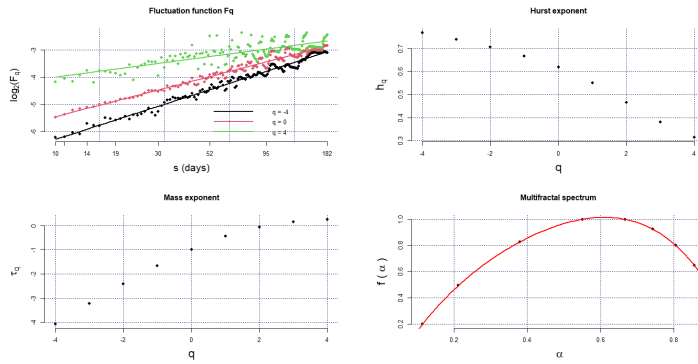 Fluctuation function Fq
log2(Fq)
-3
-4
-5
-6
q = -4
q = 0
q = 4
10 14 19 30 52 95 182
s (days)
Hurst exponent
hq
0.7
0.6
0.5
0.4
0.3
-4 -2 0 2 4
q
Mass exponent
τq
0
-1
-2
-3
-4
-4 -2 0 2 4
q
Multifractal spectrum
f ( α )
1.0
0.8
0.6
0.4
0.2
0.2 0.4 0.6 0.8
α